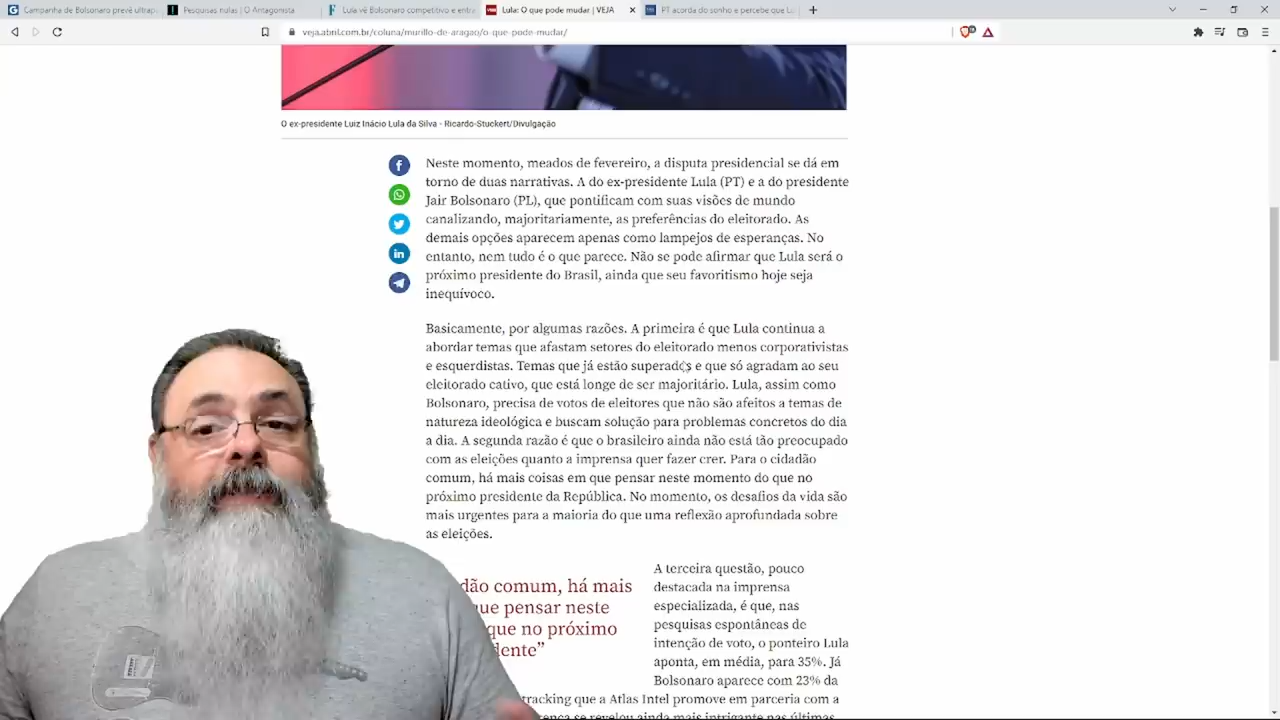 Campanha de Bolsonaro prevê ultrap
Pesquisas nolas | O Antagonista
Lula vê Bolsonaro competitivo e entra
Lula: O que pode mudar | VEJA
PT acorda do sonho e percebe que Lu
veja.abril.com.br/coluna/murillo-de-aragao/o-que-pode-mudar/
O ex-presidente Luiz Inácio Lula da Silva - Ricardo-Stuckert/Divulgação
Neste momento, meados de fevereiro, a disputa presidencial se dá em
torno de duas narrativas. A do ex-presidente Lula (PT) e a do presidente
Jair Bolsonaro (PL), que pontificam com suas visões de mundo
canalizando, majoritariamente, as preferências do eleitorado. As
demais opções aparecem apenas como lampejos de esperanças. No
entanto, nem tudo é o que parece. Não se pode afirmar que Lula será o
próximo presidente do Brasil, ainda que seu favoritismo hoje seja
inequívoco.
Basicamente, por algumas razões. A primeira é que Lula continua a
abordar temas que afastam setores do eleitorado menos corporativistas
e esquerdistas. Temas que já estão superados e que só agradam ao seu
eleitorado cativo, que está longe de ser majoritário. Lula, assim como
Bolsonaro, precisa de votos de eleitores que não são afeitos a temas de
natureza ideológica e buscam solução para problemas concretos do dia
a dia. A segunda razão é que o brasileiro ainda não está tão preocupado
com as eleições quanto a imprensa quer fazer crer. Para o cidadão
comum, há mais coisas em que pensar neste momento do que no
próximo presidente da República. No momento, os desafios da vida são
mais urgentes para a maioria do que uma reflexão aprofundada sobre
as eleições.
dão comum, há mais
ue pensar neste
que no próximo
dente”
A terceira questão, pouco
destacada na imprensa
especializada, é que, nas
pesquisas espontâneas de
intenção de voto, o ponteiro Lula
aponta, em média, para 35%. Já
Bolsonaro aparece com 23% da
tracking que a Atlas Intel promove em parceria com a
se revelou ainda mais intrigante nas últimas